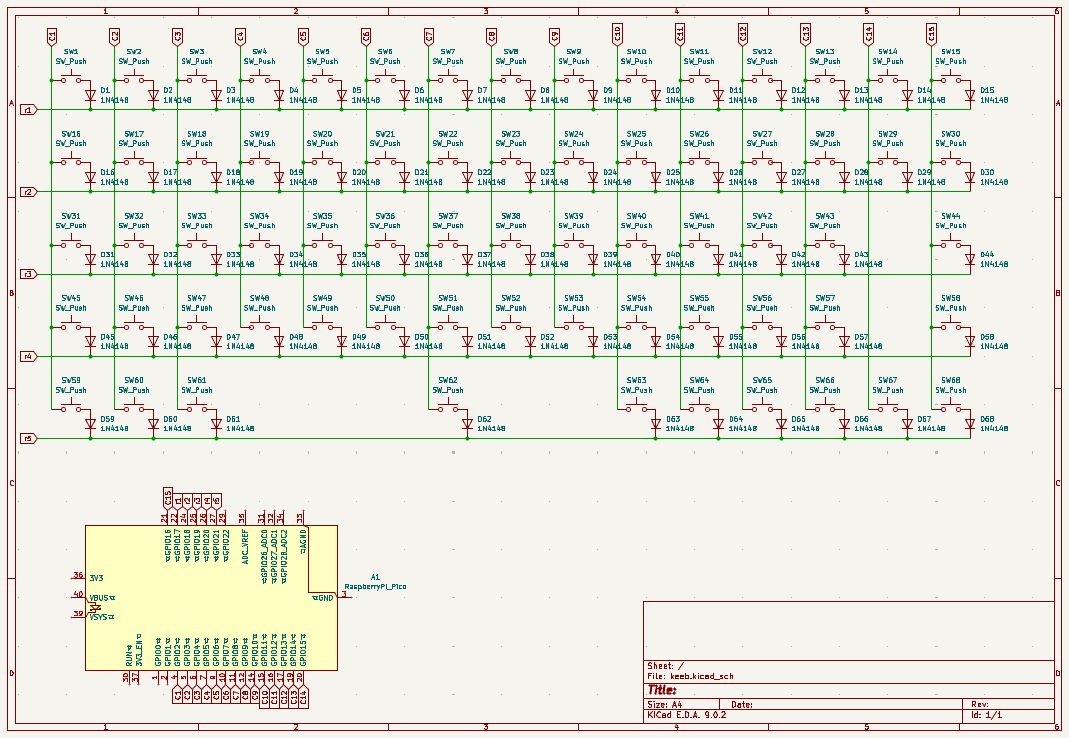 1 2 3 4 5 6
C1 C2 C3 C4 C5 C6 C7 C8 C9 C10 C11 C12 C13 C14 C15
SW1 SW2 SW3 SW4 SW5 SW6 SW7 SW8 SW9 SW10 SW11 SW12 SW13 SW14 SW15
SW_Push SW_Push SW_Push SW_Push SW_Push SW_Push SW_Push SW_Push SW_Push SW_Push SW_Push SW_Push SW_Push SW_Push SW_Push
D1 D2 D3 D4 D5 D6 D7 D8 D9 D10 D11 D12 D13 D14 D15
A 1N4148 1N4148 1N4148 1N4148 1N4148 1N4148 1N4148 1N4148 1N4148 1N4148 1N4148 1N4148 1N4148 1N4148 1N4148 A
r1
SW16 SW17 SW18 SW19 SW20 SW21 SW22 SW23 SW24 SW25 SW26 SW27 SW28 SW29 SW30
SW_Push SW_Push SW_Push SW_Push SW_Push SW_Push SW_Push SW_Push SW_Push SW_Push SW_Push SW_Push SW_Push SW_Push SW_Push
D16 D17 D18 D19 D20 D21 D22 D23 D24 D25 D26 D27 D28 D29 D30
1N4148 1N4148 1N4148 1N4148 1N4148 1N4148 1N4148 1N4148 1N4148 1N4148 1N4148 1N4148 1N4148 1N4148 1N4148
r2
SW31 SW32 SW33 SW34 SW35 SW36 SW37 SW38 SW39 SW40 SW41 SW42 SW43 SW44
SW_Push SW_Push SW_Push SW_Push SW_Push SW_Push SW_Push SW_Push SW_Push SW_Push SW_Push SW_Push SW_Push SW_Push
D31 D32 D33 D34 D35 D36 D37 D38 D39 D40 D41 D42 D43 D44
1N4148 1N4148 1N4148 1N4148 1N4148 1N4148 1N4148 1N4148 1N4148 1N4148 1N4148 1N4148 1N4148 1N4148
r3
B B
SW45 SW46 SW47 SW48 SW49 SW50 SW51 SW52 SW53 SW54 SW55 SW56 SW57 SW58
SW_Push SW_Push SW_Push SW_Push SW_Push SW_Push SW_Push SW_Push SW_Push SW_Push SW_Push SW_Push SW_Push SW_Push
D45 D46 D47 D48 D49 D50 D51 D52 D53 D54 D55 D56 D57 D58
1N4148 1N4148 1N4148 1N4148 1N4148 1N4148 1N4148 1N4148 1N4148 1N4148 1N4148 1N4148 1N4148 1N4148
r4
SW59 SW60 SW61 SW62 SW63 SW64 SW65 SW66 SW67 SW68
SW_Push SW_Push SW_Push SW_Push SW_Push SW_Push SW_Push SW_Push SW_Push SW_Push
D59 D60 D61 D62 D63 D64 D65 D66 D67 D68
1N4148 1N4148 1N4148 1N4148 1N4148 1N4148 1N4148 1N4148 1N4148 1N4148
r5
C C
C15 r1 r2 r3 r4 r5
21 22 24 25 26 27 29 35 31 32 34 33
GPIO16 GPIO17 GPIO18 GPIO19 GPIO20 GPIO21 GPIO22 ADC_VREF GPIO26_ADC0 GPIO27_ADC1 GPIO28_ADC2 AGND
36 3V3
A1
RaspberryPi_Pico
40 VBUS GND 3
39 VSYS
RUN 3V3_EN GPIO0 GPIO1 GPIO2 GPIO3 GPIO4 GPIO5 GPIO6 GPIO7 GPIO8 GPIO9 GPIO10 GPIO11 GPIO12 GPIO13 GPIO14 GPIO15
30 37 1 2 4 5 6 7 9 10 11 12 14 15 16 17 19 20
C1 C2 C3 C4 C5 C6 C7 C8 C9 C10 C11 C12 C13 C14
Sheet: /
D File: keeb.kicad_sch D
Title:
Size: A4 Date: Rev:
KiCad E.D.A. 9.0.2 Id: 1/1
1 2 3 4 5 6